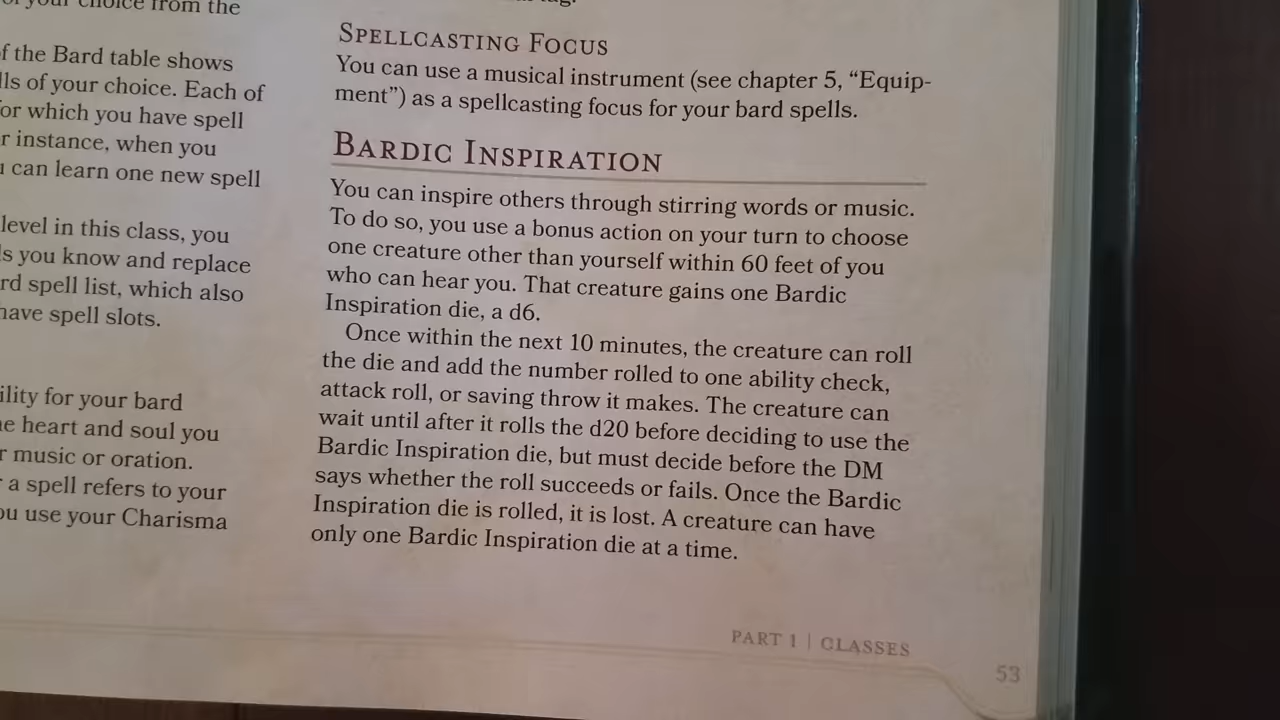 your choice from the
of the Bard table shows
lls of your choice. Each of
for which you have spell
r instance, when you
can learn one new spell
level in this class, you
ls you know and replace
rd spell list, which also
have spell slots.
ility for your bard
e heart and soul you
r music or oration.
a spell refers to your
ou use your Charisma
SPELLCASTING FOCUS
You can use a musical instrument (see chapter 5, “Equip-
ment”) as a spellcasting focus for your bard spells.
BARDIC INSPIRATION
You can inspire others through stirring words or music.
To do so, you use a bonus action on your turn to choose
one creature other than yourself within 60 feet of you
who can hear you. That creature gains one Bardic
Inspiration die, a d6.
Once within the next 10 minutes, the creature can roll
the die and add the number rolled to one ability check,
attack roll, or saving throw it makes. The creature can
wait until after it rolls the d20 before deciding to use the
Bardic Inspiration die, but must decide before the DM
says whether the roll succeeds or fails. Once the Bardic
Inspiration die is rolled, it is lost. A creature can have
only one Bardic Inspiration die at a time.
PART 1 | CLASSES
53